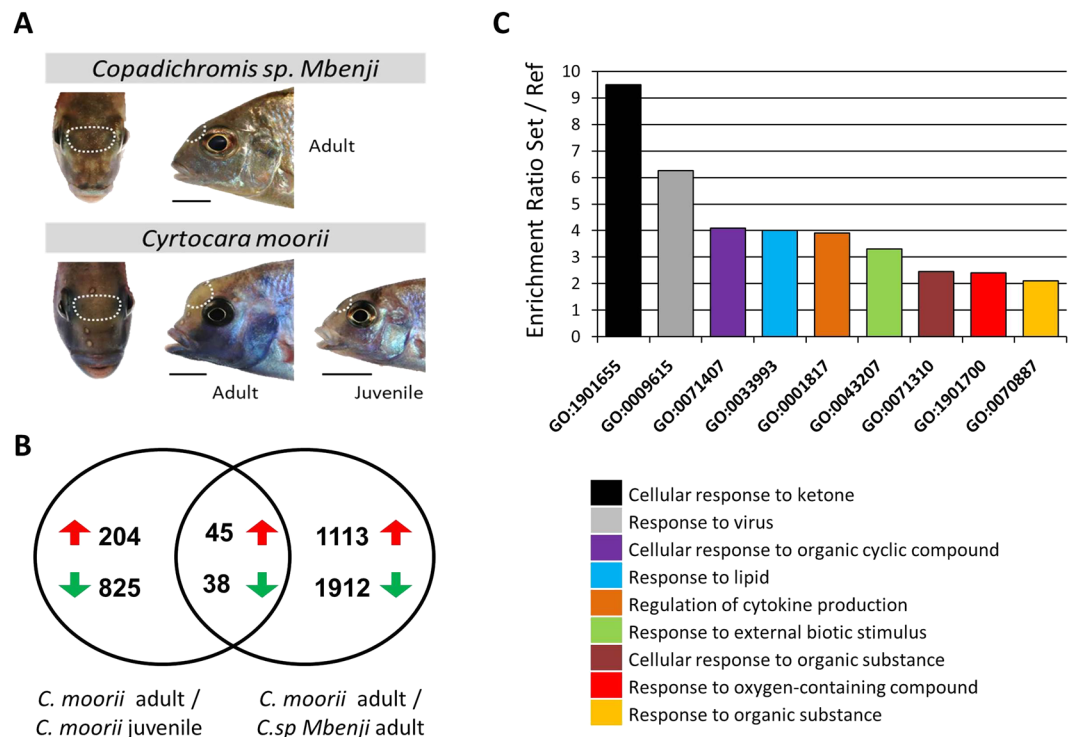 A
Copadichromis sp. Mbenji
Adult
Cyrtocara moorii
Adult
Juvenile
B
204
45
1113
825
38
1912
C. moorii adult /
C. moorii juvenile
C. moorii adult /
C.sp Mbenji adult
C
Enrichment Ratio Set / Ref
10
9
8
7
6
5
4
3
2
1
0
GO:1901655
GO:0009615
GO:0071407
GO:0033993
GO:0001817
GO:0043207
GO:0071310
GO:1901700
GO:0070887
Cellular response to ketone
Response to virus
Cellular response to organic cyclic compound
Response to lipid
Regulation of cytokine production
Response to external biotic stimulus
Cellular response to organic substance
Response to oxygen-containing compound
Response to organic substance